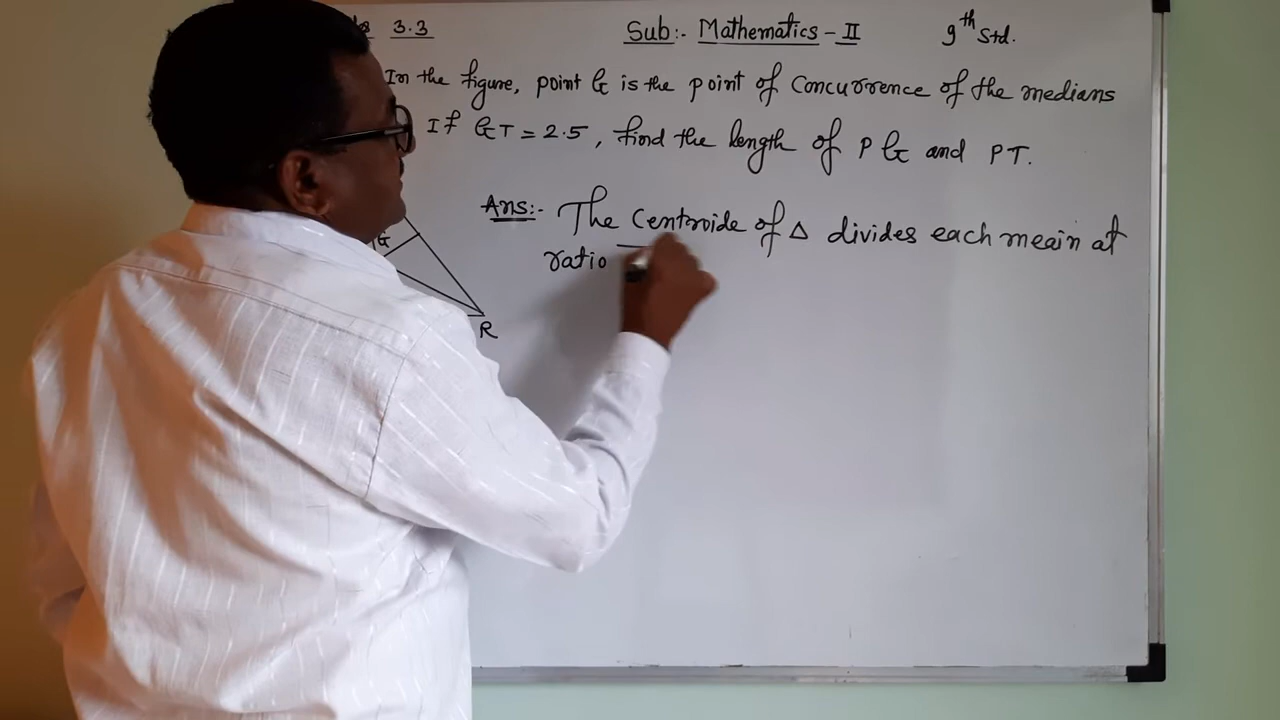 3.3 Sub:- Mathematics - II 9th Std.
In the figure, point G is the point of Concurrence of the medians
If GT = 2.5, find the length of PG and PT.
Ans:- The Centroide of Δ divides each meain at
ratio
G
R